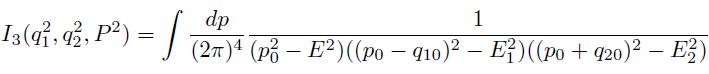 I_3(q_1^2, q_2^2, P^2) = \int \frac{dp}{(2\pi)^4} \frac{1}{(p_0^2 - E^2)((p_0 - q_{10})^2 - E_1^2)((p_0 + q_{20})^2 - E_2^2)}